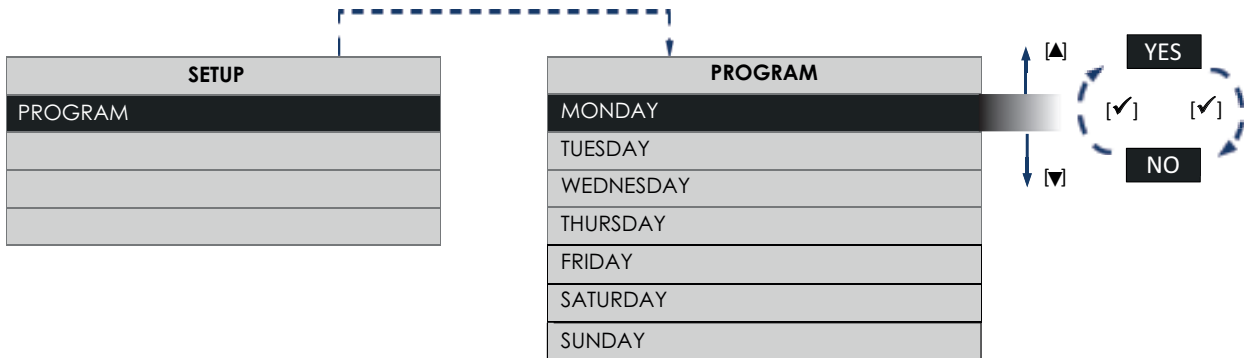 SETUP
PROGRAM
PROGRAM
MONDAY
TUESDAY
WEDNESDAY
THURSDAY
FRIDAY
SATURDAY
SUNDAY
[▲]
[▼]
YES
[✔] [✔]
NO